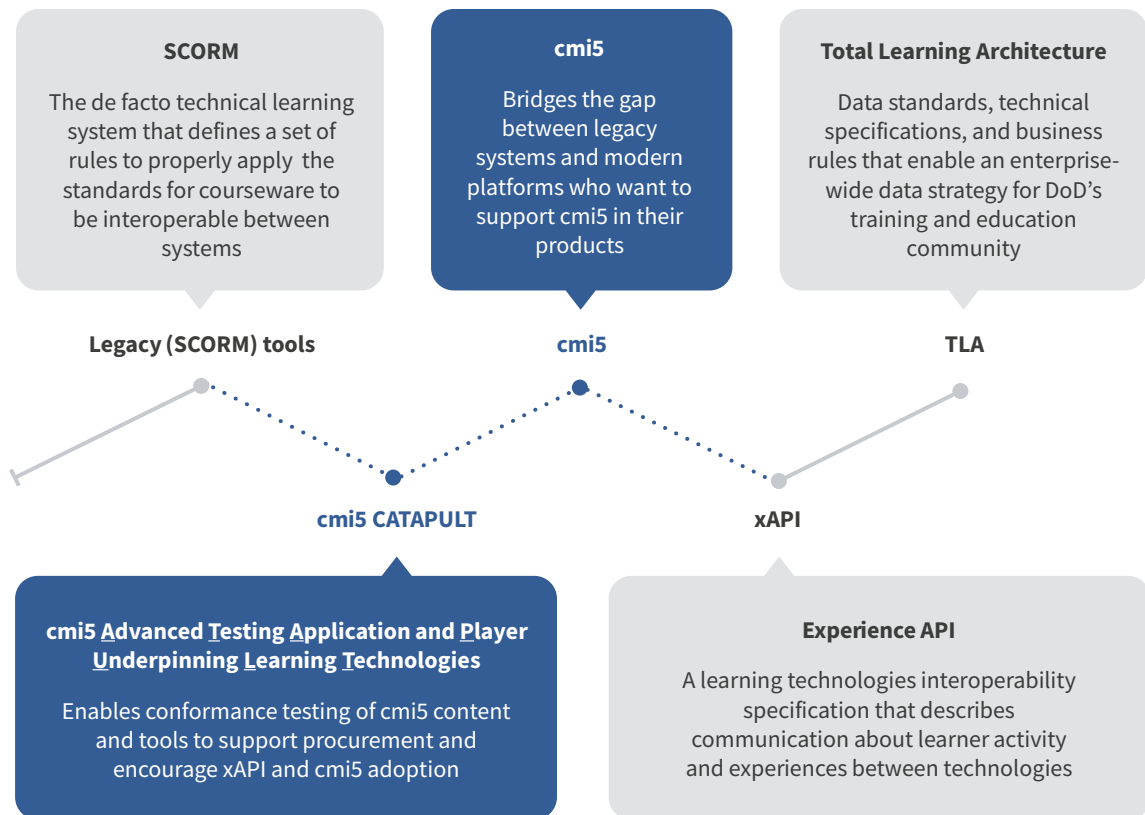 SCORM
The de facto technical learning
system that defines a set of
rules to properly apply the
standards for courseware to
be interoperable between
systems
cmi5
Bridges the gap
between legacy
systems and modern
platforms who want to
support cmi5 in their
products
Total Learning Architecture
Data standards, technical
specifications, and business
rules that enable an enterprise-
wide data strategy for DoD’s
training and education
community
Legacy (SCORM) tools
cmi5
TLA
cmi5 CATAPULT
xAPI
cmi5 Advanced Testing Application and Player
Underpinning Learning Technologies
Enables conformance testing of cmi5 content
and tools to support procurement and
encourage xAPI and cmi5 adoption
Experience API
A learning technologies interoperability
specification that describes
communication about learner activity
and experiences between technologies